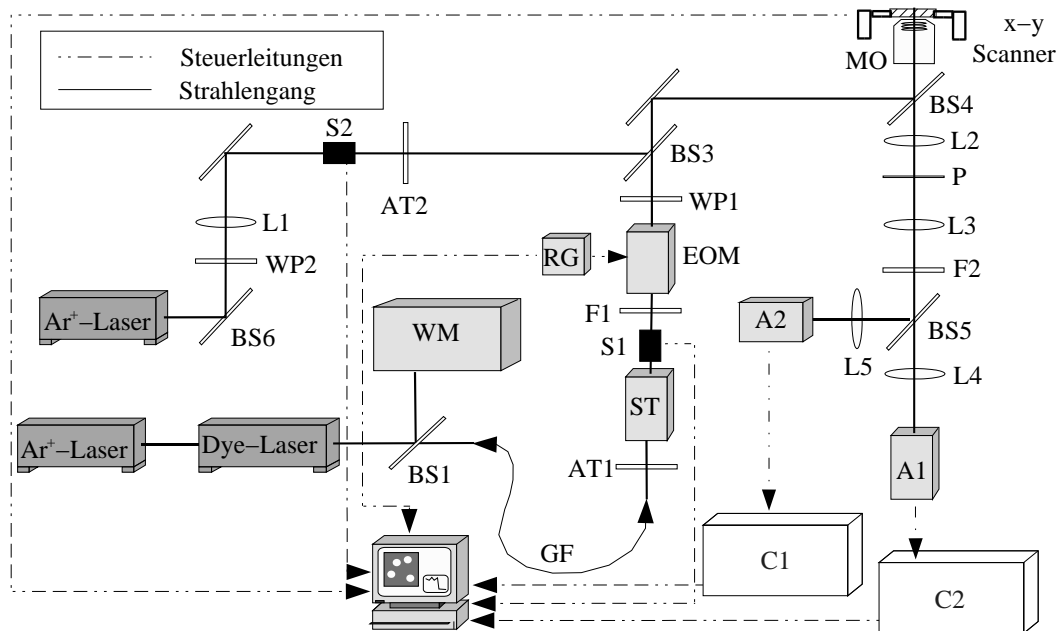 Steuerleitungen
Strahlengang
x−y
Scanner
MO
BS4
S2
L2
AT2
BS3
P
WP1
L1
L3
WP2
RG
EOM
F2
Ar⁺−Laser
BS6
WM
F1
A2
BS5
S1
L5
L4
ST
Ar⁺−Laser
Dye−Laser
BS1
AT1
A1
GF
C1
C2